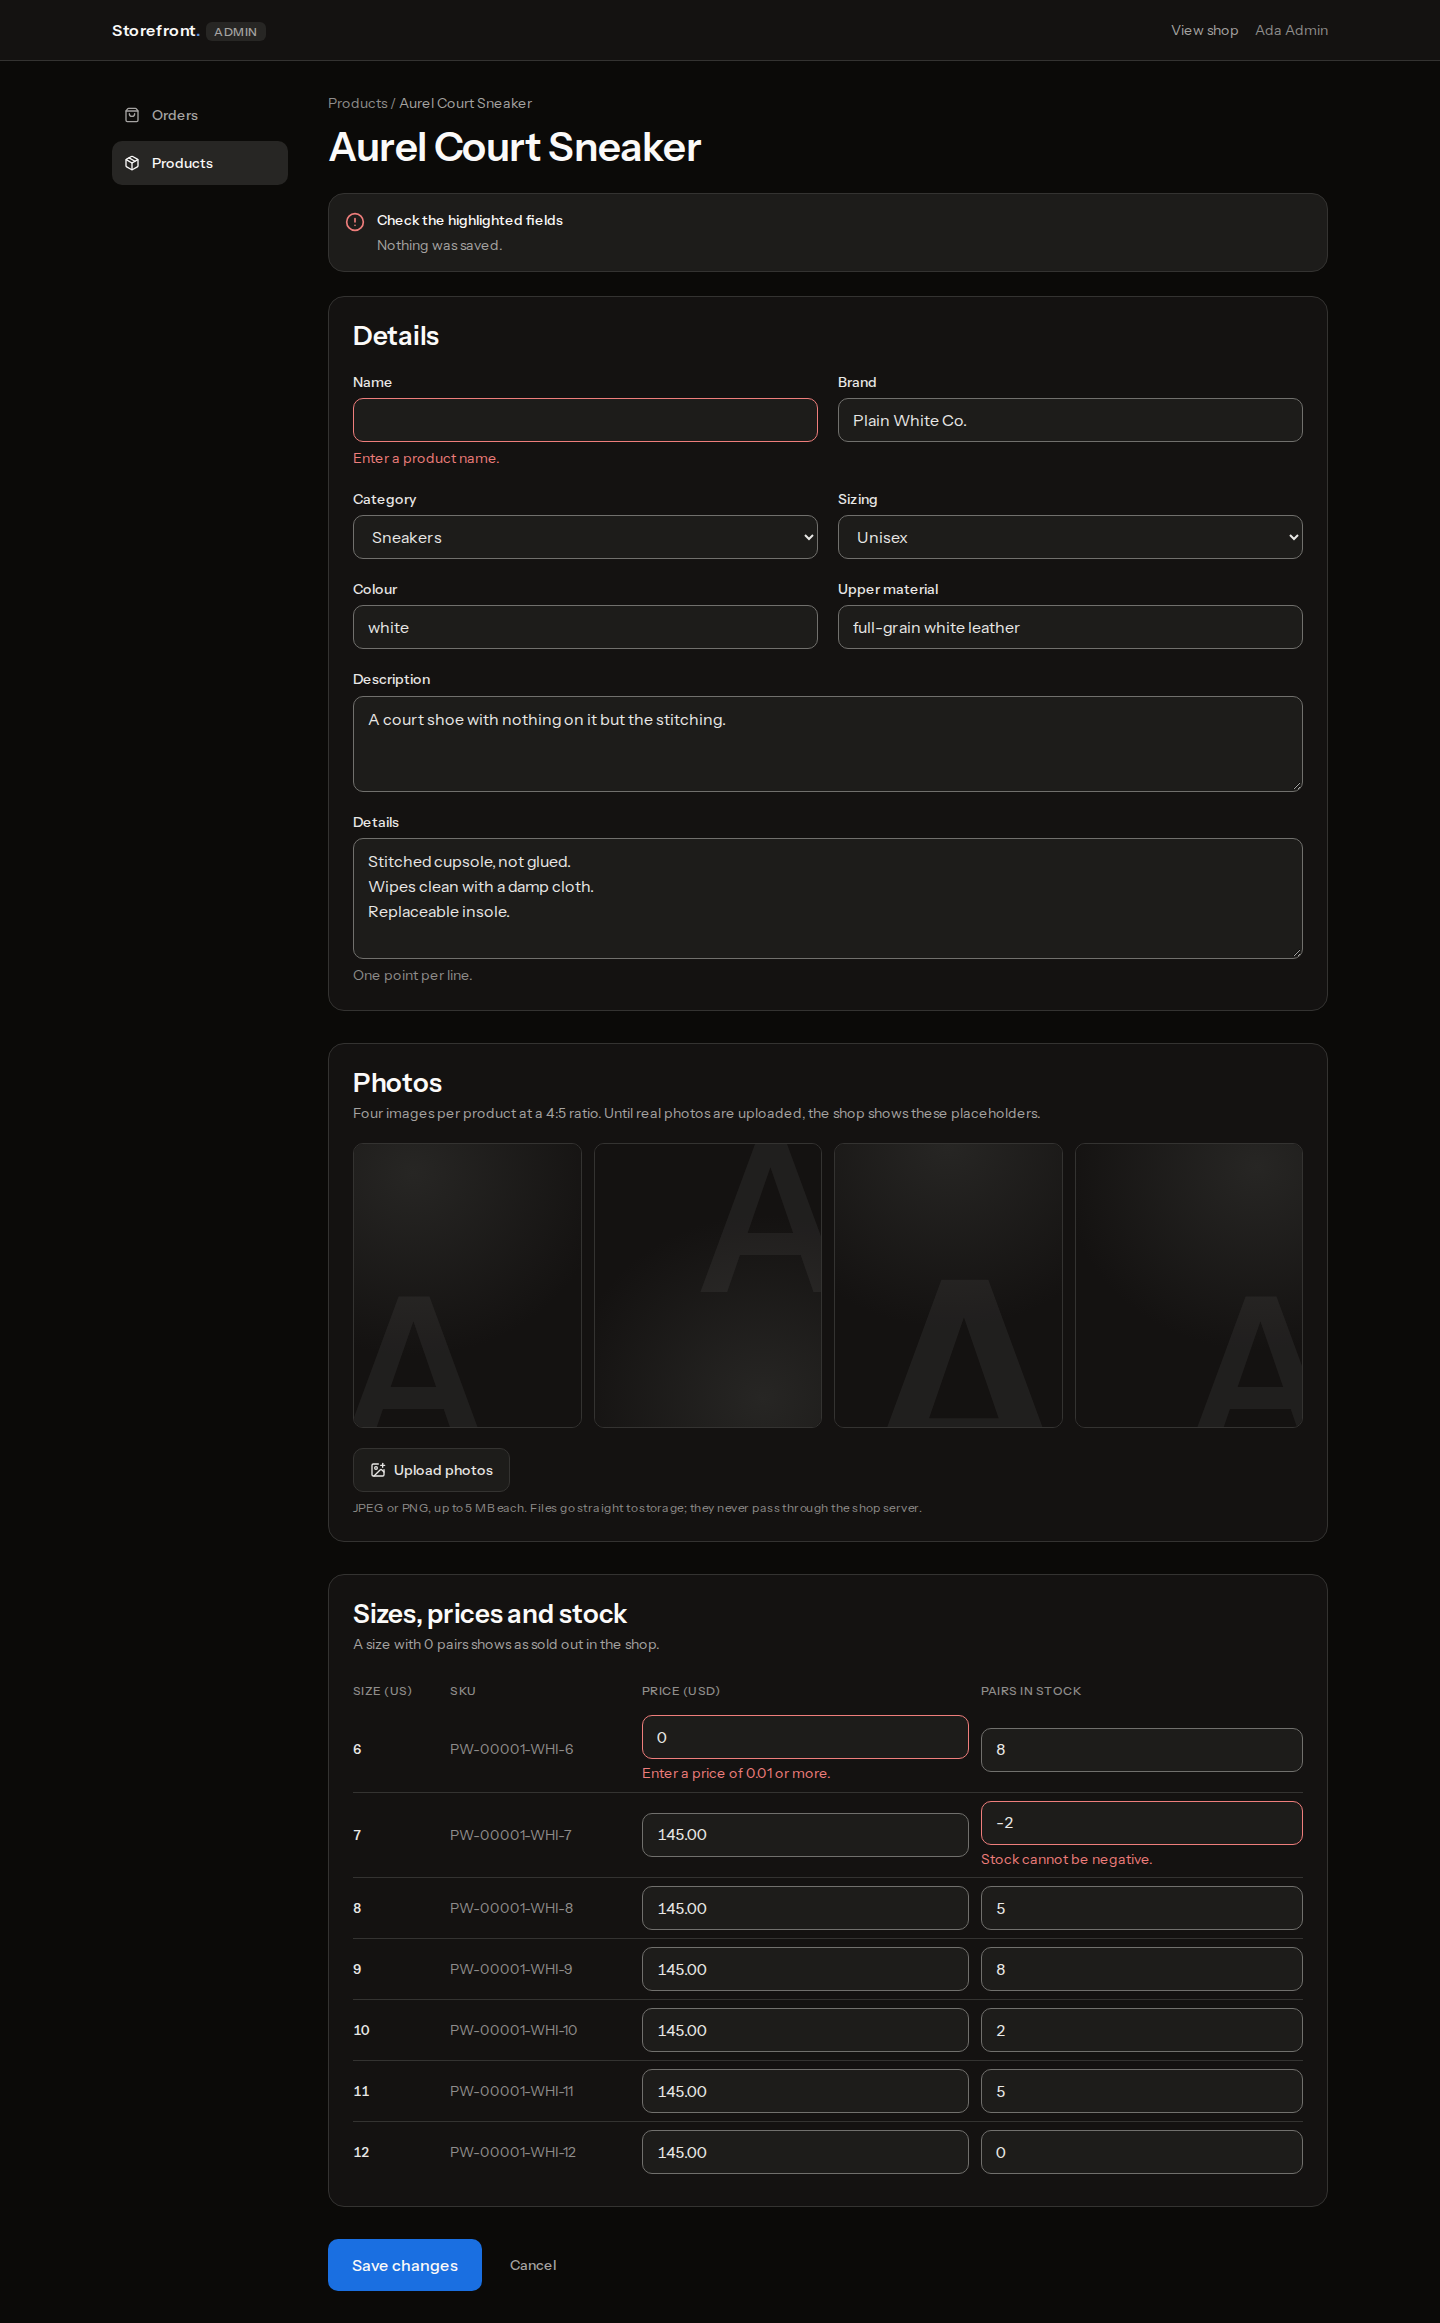 Storefront. ADMIN
View shop Ada Admin
Orders
Products
Products / Aurel Court Sneaker
Aurel Court Sneaker
Check the highlighted fields
Nothing was saved.
Details
Name Brand
Plain White Co.
Enter a product name.
Category Sizing
Sneakers Unisex
Colour Upper material
white full-grain white leather
Description
A court shoe with nothing on it but the stitching.
Details
Stitched cupsole, not glued.
Wipes clean with a damp cloth.
Replaceable insole.
One point per line.
Photos
Four images per product at a 4:5 ratio. Until real photos are uploaded, the shop shows these placeholders.
A A A A
Upload photos
JPEG or PNG, up to 5 MB each. Files go straight to storage; they never pass through the shop server.
Sizes, prices and stock
A size with 0 pairs shows as sold out in the shop.
SIZE (US) SKU PRICE (USD) PAIRS IN STOCK
6 PW-00001-WHI-6 0 8
Enter a price of 0.01 or more.
7 PW-00001-WHI-7 145.00 -2
Stock cannot be negative.
8 PW-00001-WHI-8 145.00 5
9 PW-00001-WHI-9 145.00 8
10 PW-00001-WHI-10 145.00 2
11 PW-00001-WHI-11 145.00 5
12 PW-00001-WHI-12 145.00 0
Save changes Cancel